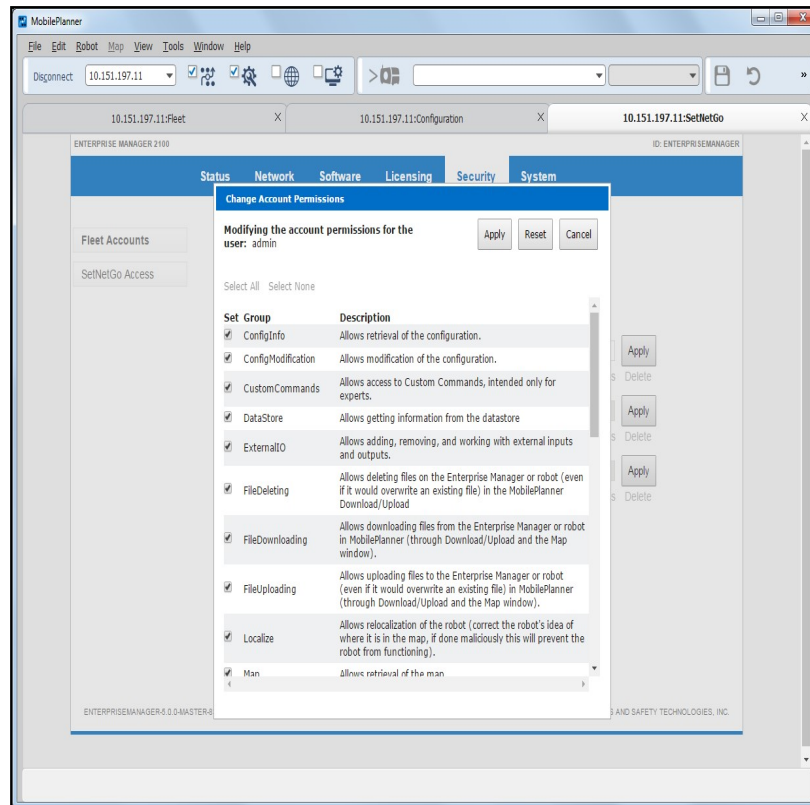 MobilePlanner
File Edit Robot Map View Tools Window Help
Disconnect 10.151.197.11
»
10.151.197.11:Fleet X 10.151.197.11:Configuration X 10.151.197.11:SetNetGo X
ENTERPRISE MANAGER 2100 ID: ENTERPRISEMANAGER
Status Network Software Licensing Security System
Change Account Permissions
Fleet Accounts
SetNetGo Access
Modifying the account permissions for the
user: admin
Apply Reset Cancel
Select All Select None
Set Group Description
ConfigInfo Allows retrieval of the configuration.
ConfigModification Allows modification of the configuration.
CustomCommands Allows access to Custom Commands, intended only for
experts.
DataStore Allows getting information from the datastore
ExternalIO Allows adding, removing, and working with external inputs
and outputs.
FileDeleting Allows deleting files on the Enterprise Manager or robot (even
if it would overwrite an existing file) in the MobilePlanner
Download/Upload
FileDownloading Allows downloading files from the Enterprise Manager or robot
in MobilePlanner (through Download/Upload and the Map
window).
FileUploading Allows uploading files to the Enterprise Manager or robot
(even if it would overwrite an existing file) in MobilePlanner
(through Download/Upload and the Map window).
Localize Allows relocalization of the robot (correct the robot's idea of
where it is in the map, if done maliciously this will prevent the
robot from functioning).
Map Allows retrieval of the map
Apply
s Delete
Apply
s Delete
Apply
s Delete
ENTERPRISEMANAGER-8.0.0-MASTER-8 S AND SAFETY TECHNOLOGIES, INC.